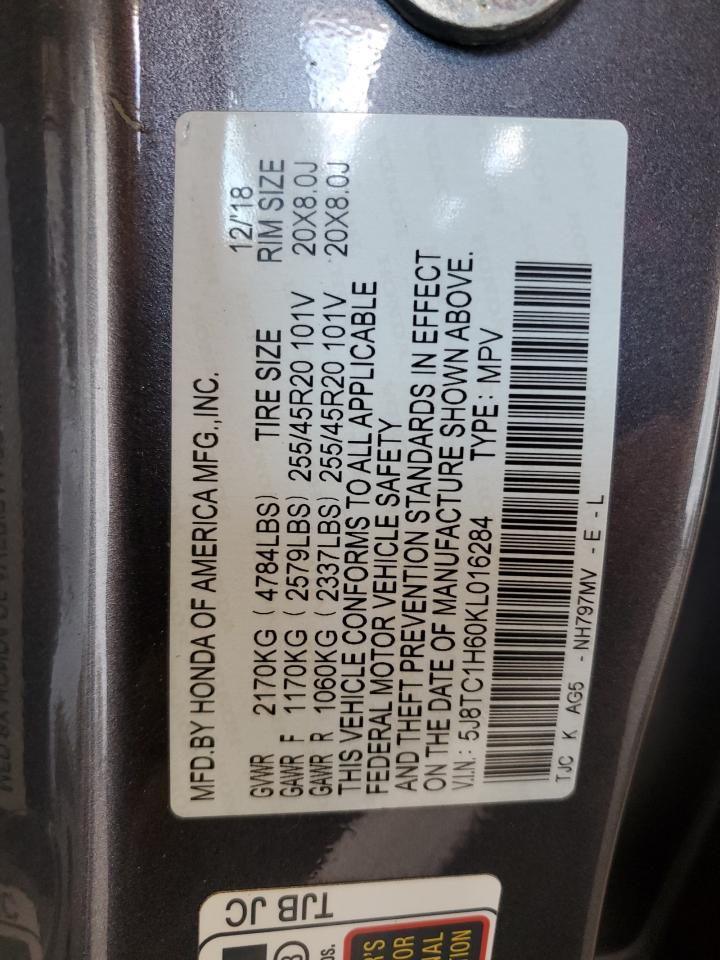 MFD.BY HONDA OF AMERICA MFG.,INC. 12/'18
GVWR 2170KG ( 4784LBS) TIRE SIZE RIM SIZE
GAWR F 1170KG ( 2579LBS) 255/45R20 101V 20X8.0J
GAWR R 1060KG ( 2337LBS) 255/45R20 101V 20X8.0J
THIS VEHICLE CONFORMS TO ALL APPLICABLE
FEDERAL MOTOR VEHICLE SAFETY
AND THEFT PREVENTION STANDARDS IN EFFECT
ON THE DATE OF MANUFACTURE SHOWN ABOVE.
V.I.N.: 5J8TC1H60KL016284 TYPE: MPV
TJC K AG5 - NH797MV - E - L
TJB JC